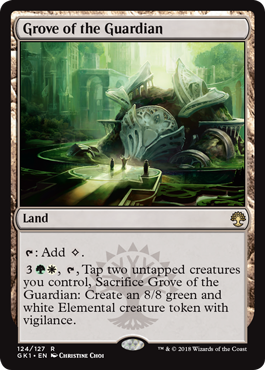 Grove of the Guardian
Land
: Add .
3 , , Tap two untapped creatures
you control, Sacrifice Grove of the
Guardian: Create an 8/8 green and
white Elemental creature token with
vigilance.
124/127 R
GK1 • EN Christine Choi
™ & © 2018 Wizards of the Coast